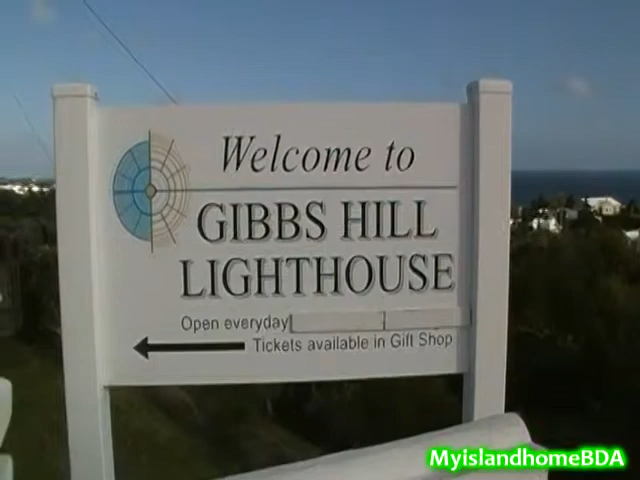 Welcome to
GIBBS HILL
LIGHTHOUSE
Open everyday
Tickets available in Gift Shop
MyislandhomeBDA